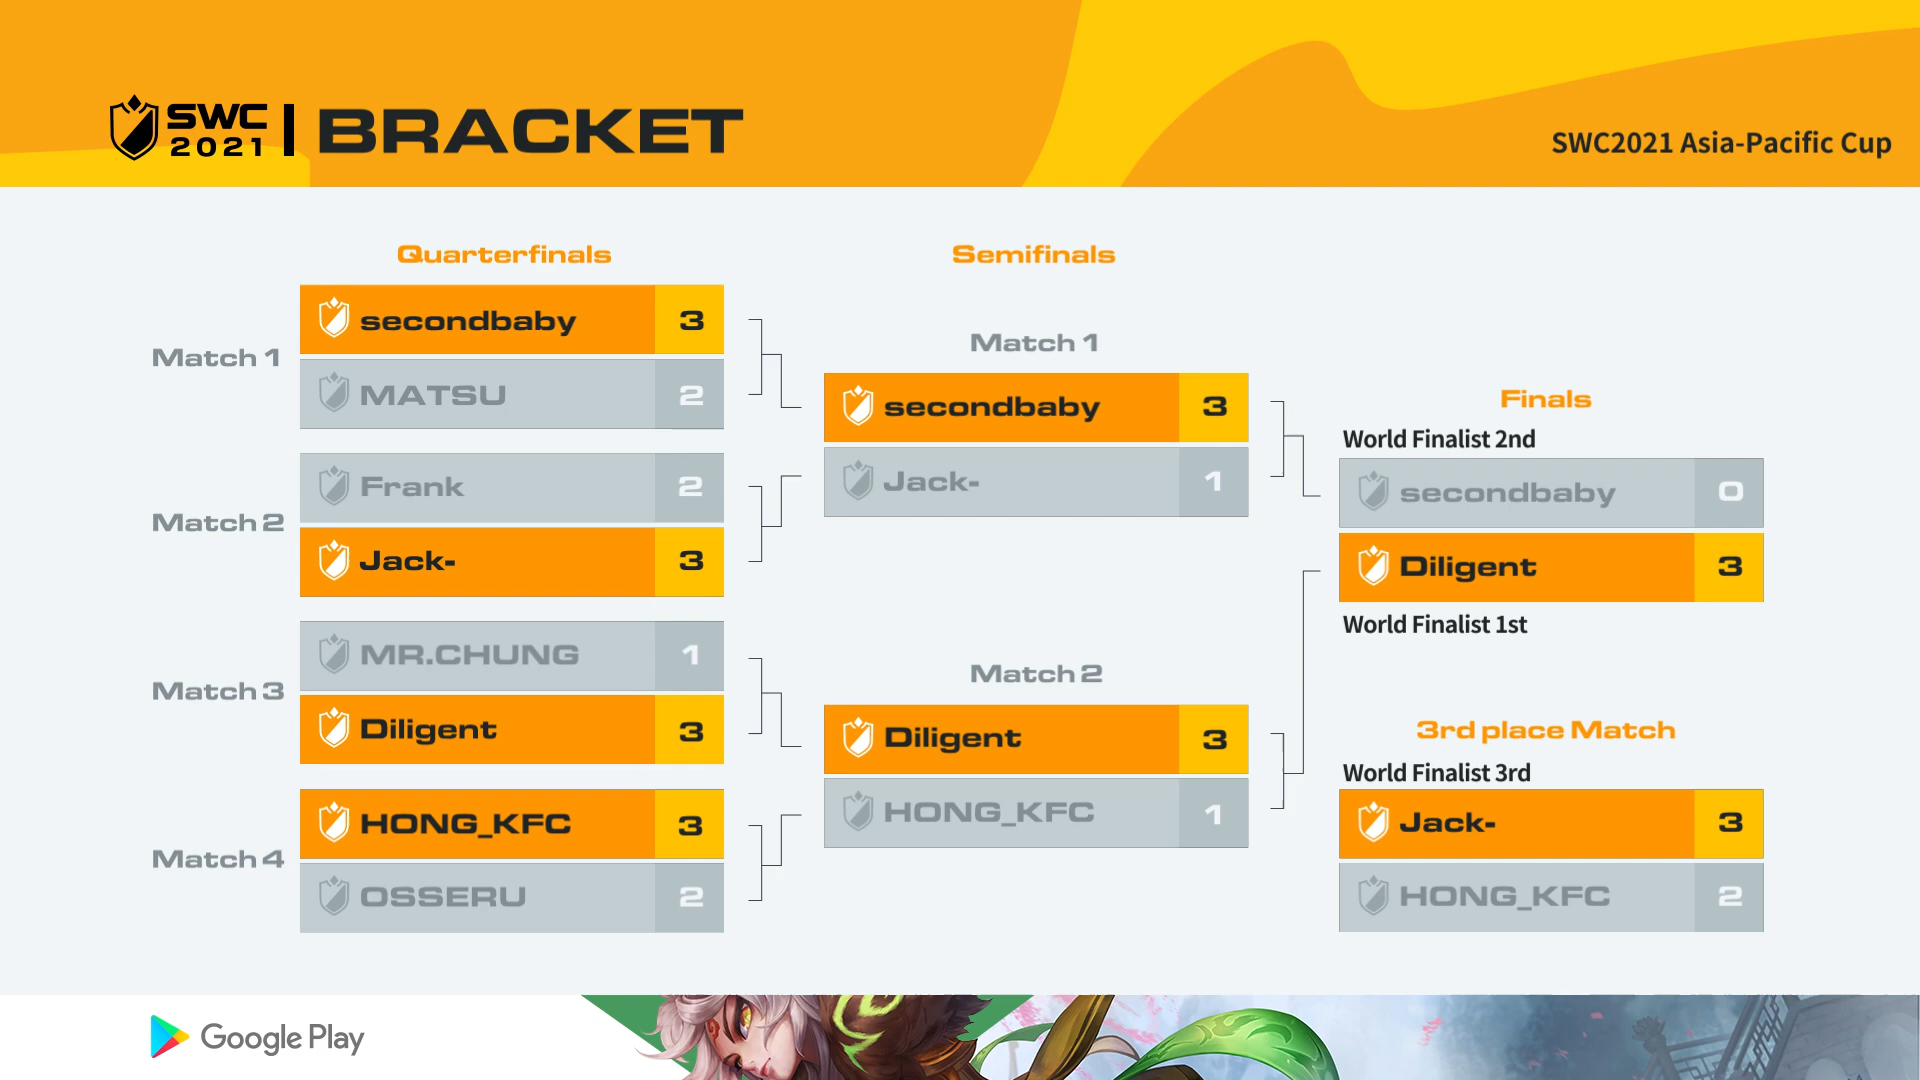 SWC
2021
BRACKET
SWC2021 Asia-Pacific Cup
Quarterfinals
Match 1
secondbaby 3
MATSU 2
Match 2
Frank 2
Jack- 3
Match 3
MR.CHUNG 1
Diligent 3
Match 4
HONG_KFC 3
OSSERU 2
Semifinals
Match 1
secondbaby 3
Jack- 1
Match 2
Diligent 3
HONG_KFC 1
Finals
World Finalist 2nd
secondbaby 0
Diligent 3
World Finalist 1st
3rd place Match
World Finalist 3rd
Jack- 3
HONG_KFC 2
Google Play